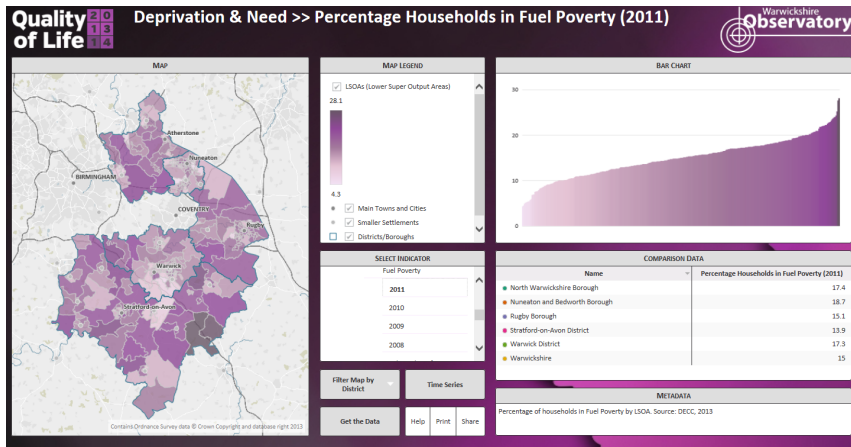 Quality of Life 2013 2014
Deprivation & Need >> Percentage Households in Fuel Poverty (2011)
Warwickshire
Observatory
MAP
Atherstone
Nuneaton
BIRMINGHAM
COVENTRY
Rugby
Warwick
Stratford-on-Avon
Contains Ordnance Survey data © Crown Copyright and database right 2013
MAP LEGEND
LSOAs (Lower Super Output Areas)
28.1
4.3
Main Towns and Cities
Smaller Settlements
Districts/Boroughs
BAR CHART
30
20
10
0
SELECT INDICATOR
Fuel Poverty
2011
2010
2009
2008
COMPARISON DATA
Name Percentage Households in Fuel Poverty (2011)
North Warwickshire Borough 17.4
Nuneaton and Bedworth Borough 18.7
Rugby Borough 15.1
Stratford-on-Avon District 13.9
Warwick District 17.3
Warwickshire 15
Filter Map by
District
Time Series
Get the Data
Help Print Share
METADATA
Percentage of households in Fuel Poverty by LSOA. Source: DECC, 2013